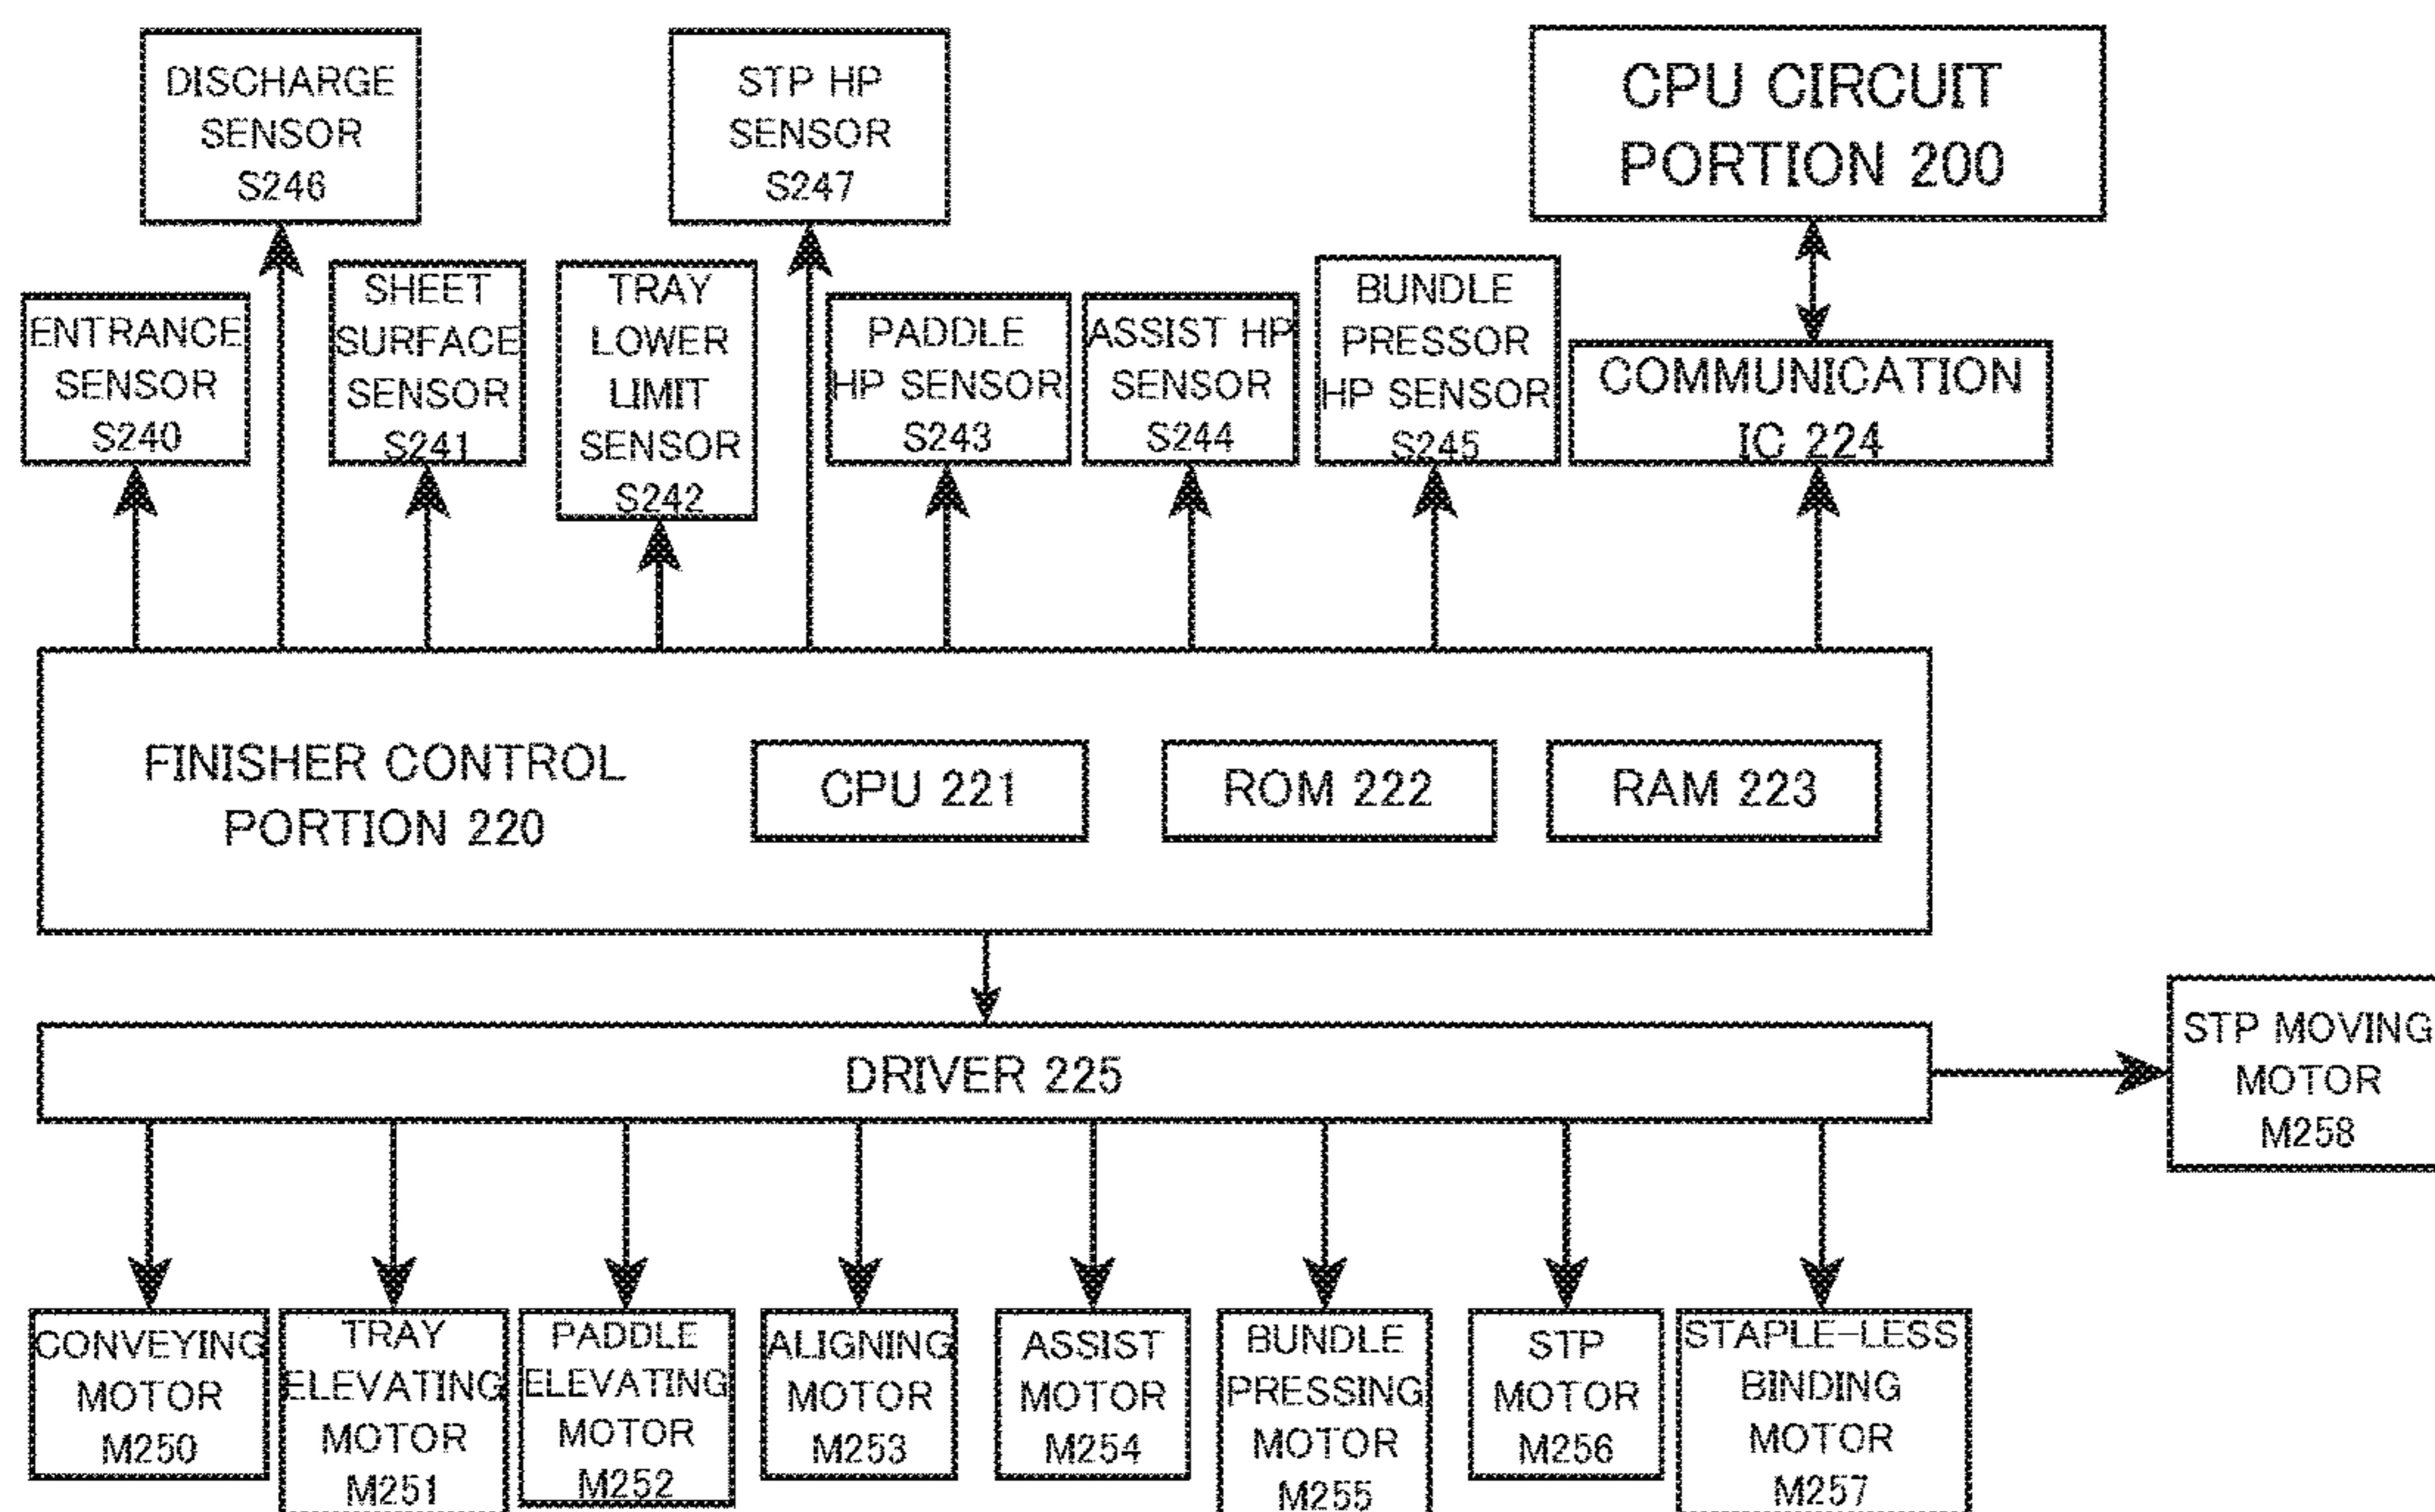 DISCHARGE
SENSOR
S246
STP HP
SENSOR
S247
CPU CIRCUIT
PORTION 200
ENTRANCE
SENSOR
S240
SHEET
SURFACE
SENSOR
S241
TRAY
LOWER
LIMIT
SENSOR
S242
PADDLE
HP SENSOR
S243
ASSIST HP
SENSOR
S244
BUNDLE
PRESSOR
HP SENSOR
S245
COMMUNICATION
IC 224
FINISHER CONTROL
PORTION 220
CPU 221
ROM 222
RAM 223
DRIVER 225
STP MOVING
MOTOR
M258
CONVEYING
MOTOR
M250
TRAY
ELEVATING
MOTOR
M251
PADDLE
ELEVATING
MOTOR
M252
ALIGNING
MOTOR
M253
ASSIST
MOTOR
M254
BUNDLE
PRESSING
MOTOR
M255
STP
MOTOR
M256
STAPLE-LESS
BINDING
MOTOR
M257